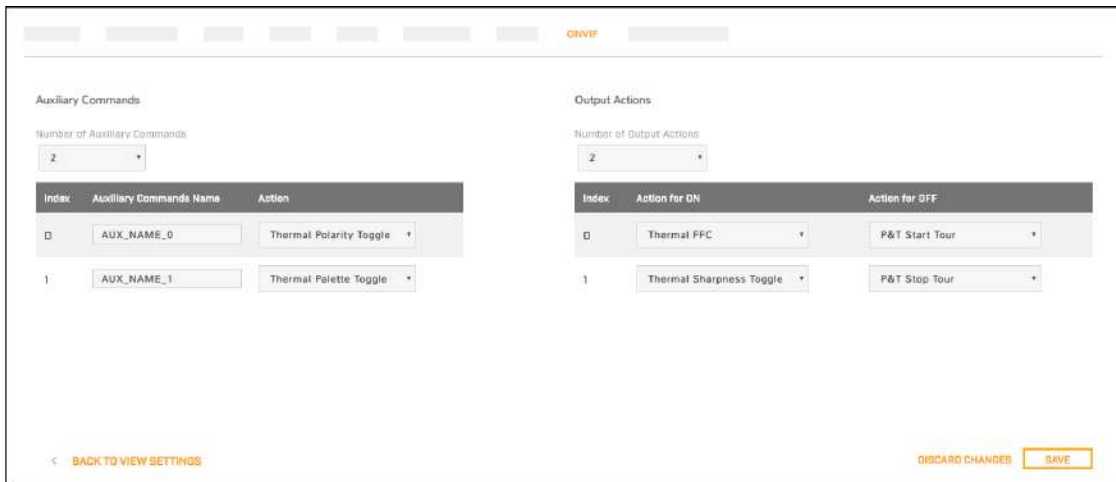 ONVIF
Auxiliary Commands
Number of Auxiliary Commands
2
Index Auxiliary Commands Name Action
0 AUX_NAME_0 Thermal Polarity Toggle
1 AUX_NAME_1 Thermal Palette Toggle
Output Actions
Number of Output Actions
2
Index Action for ON Action for OFF
0 Thermal FFC P&T Start Tour
1 Thermal Sharpness Toggle P&T Stop Tour
< BACK TO VIEW SETTINGS
DISCARD CHANGES SAVE